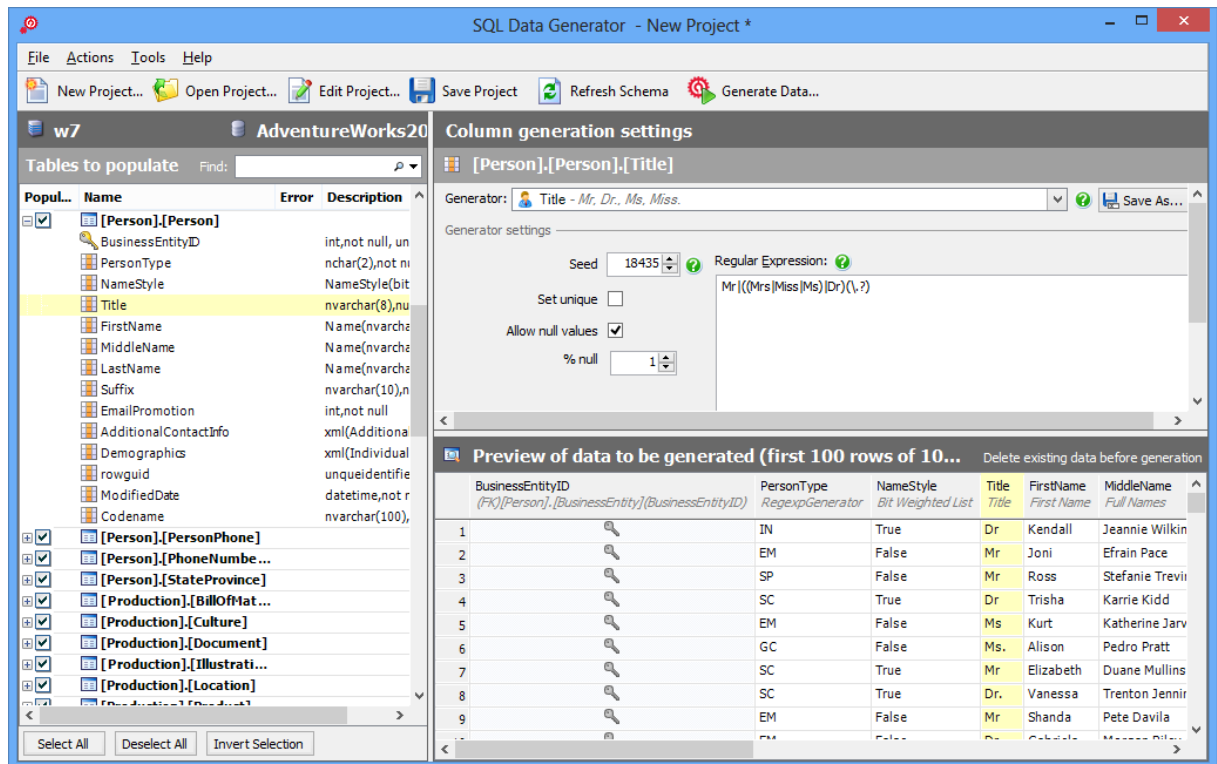 SQL Data Generator - New Project *
File Actions Tools Help
New Project... Open Project... Edit Project... Save Project Refresh Schema Generate Data...
w7 AdventureWorks20
Tables to populate Find:
Popul... Name Error Description
[Person].[Person]
BusinessEntityID int,not null, un
PersonType nchar(2),not nu
NameStyle NameStyle(bit
Title nvarchar(8),nu
FirstName Name(nvarcha
MiddleName Name(nvarcha
LastName Name(nvarcha
Suffix nvarchar(10),n
EmailPromotion int,not null
AdditionalContactInfo xml(Additiona
Demographics xml(Individual
rowguid unqueidentifie
ModifiedDate datetime,not r
Codename nvarchar(100),
[Person].[PersonPhone]
[Person].[PhoneNumbe...
[Person].[StateProvince]
[Production].[BillOfMat...
[Production].[Culture]
[Production].[Document]
[Production].[Illustrati...
[Production].[Location]
[Production].[Product]
Select All Deselect All Invert Selection
Column generation settings
[Person].[Person].[Title]
Generator: Title - Mr, Dr., Ms, Miss. Save As...
Generator settings
Seed 18435 Regular Expression:
Mr|((Mrs|Miss|Ms)|Dr)(\.?)
Set unique
Allow null values
% null 1
Preview of data to be generated (first 100 rows of 10... Delete existing data before generation
BusinessEntityID PersonType NameStyle Title FirstName MiddleName
(FK)[Person].[BusinessEntity](BusinessEntityID) RegexpGenerator Bit Weighted List Title First Name Full Names
1 IN True Dr Kendall Jeannie Wilkin
2 EM False Mr Joni Efrain Pace
3 SP False Mr Ross Stefanie Trevin
4 SC True Dr Trisha Karrie Kidd
5 EM False Ms Kurt Katherine Jarv
6 GC False Ms. Alison Pedro Pratt
7 SC True Mr Elizabeth Duane Mullins
8 SC True Dr. Vanessa Trenton Jennin
9 EM False Mr Shanda Pete Davila